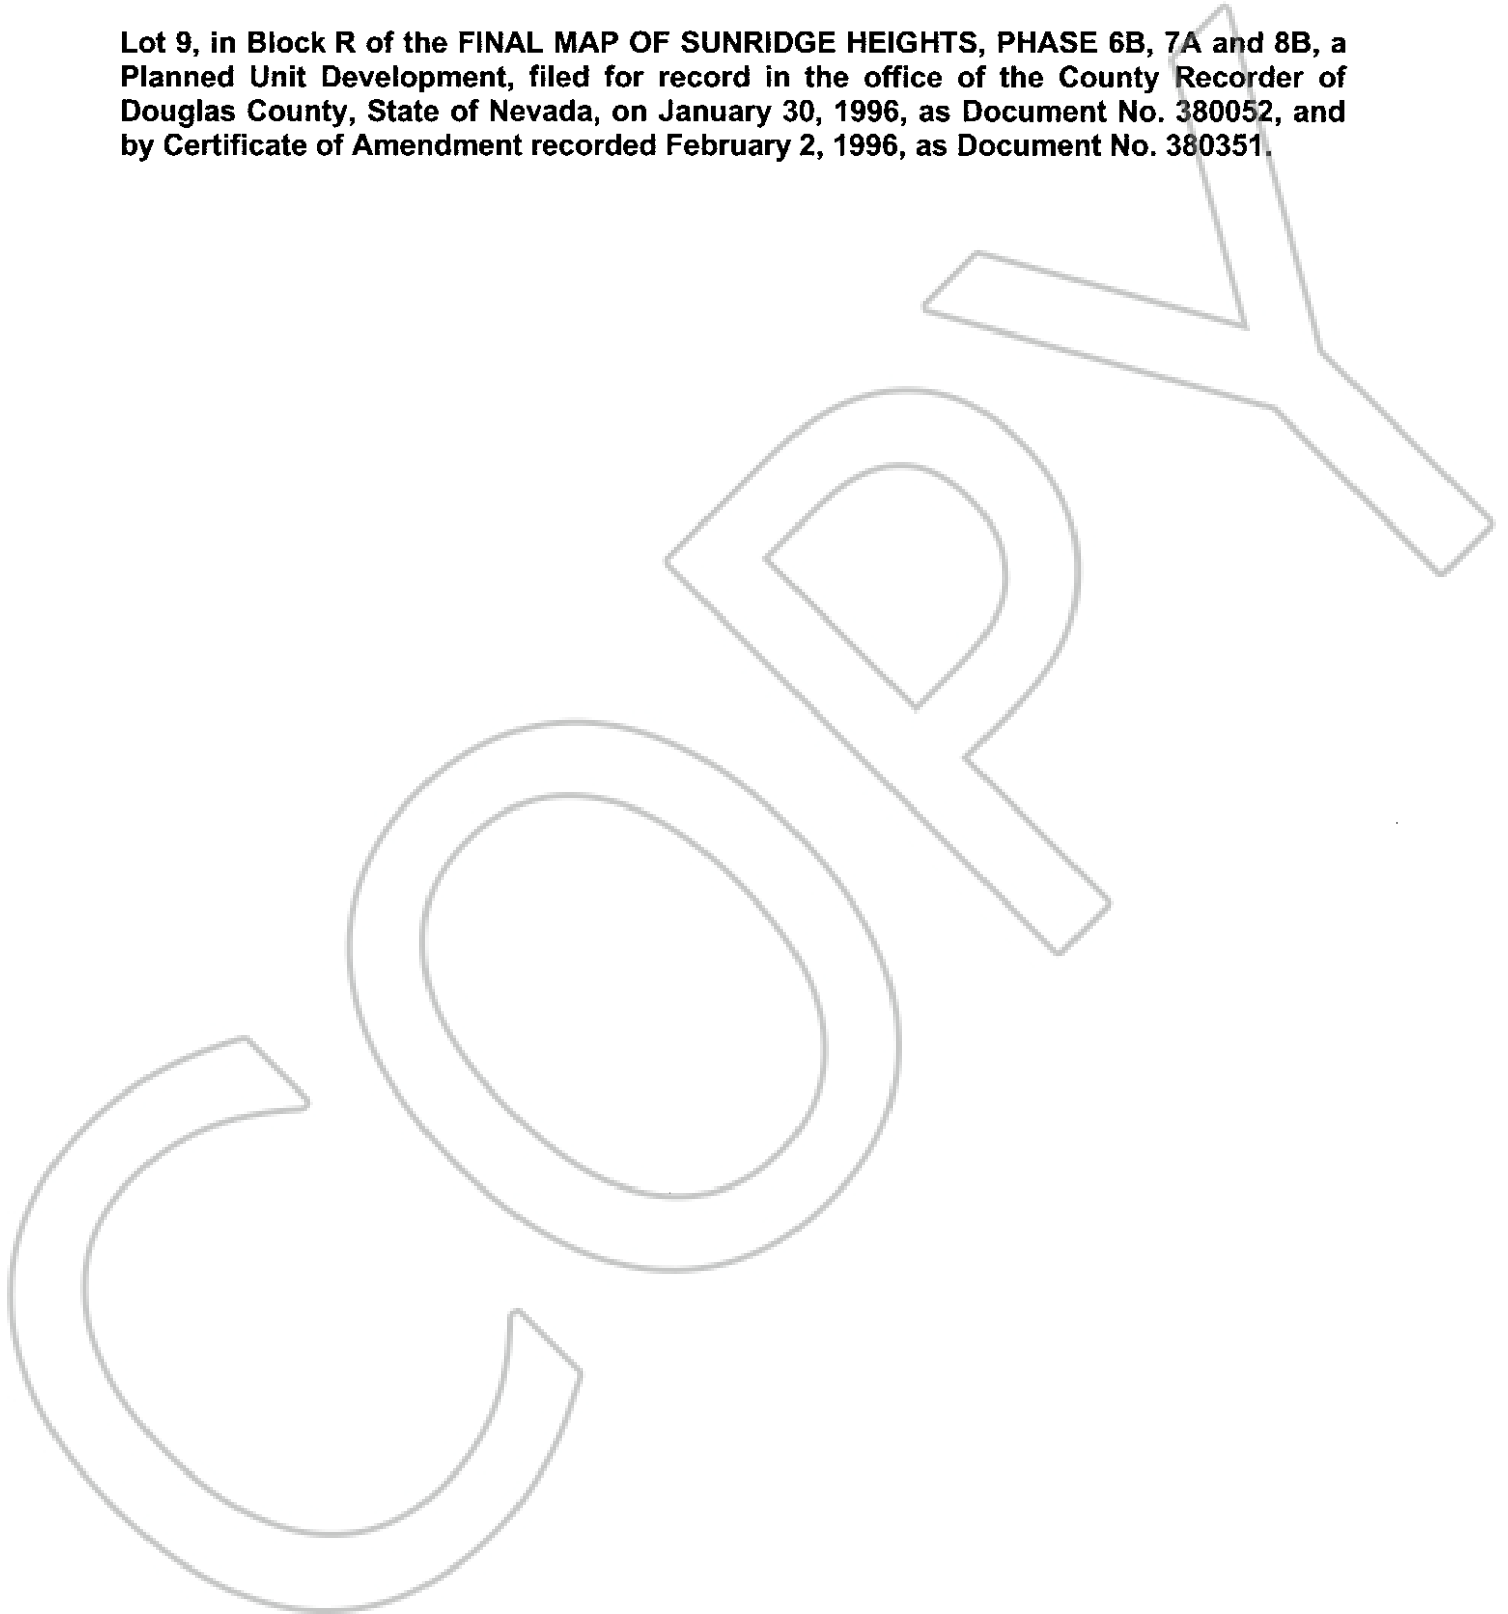 Lot 9, in Block R of the FINAL MAP OF SUNRIDGE HEIGHTS, PHASE 6B, 7A and 8B, a
Planned Unit Development, filed for record in the office of the County Recorder of
Douglas County, State of Nevada, on January 30, 1996, as Document No. 380052, and
by Certificate of Amendment recorded February 2, 1996, as Document No. 380351.
COPY